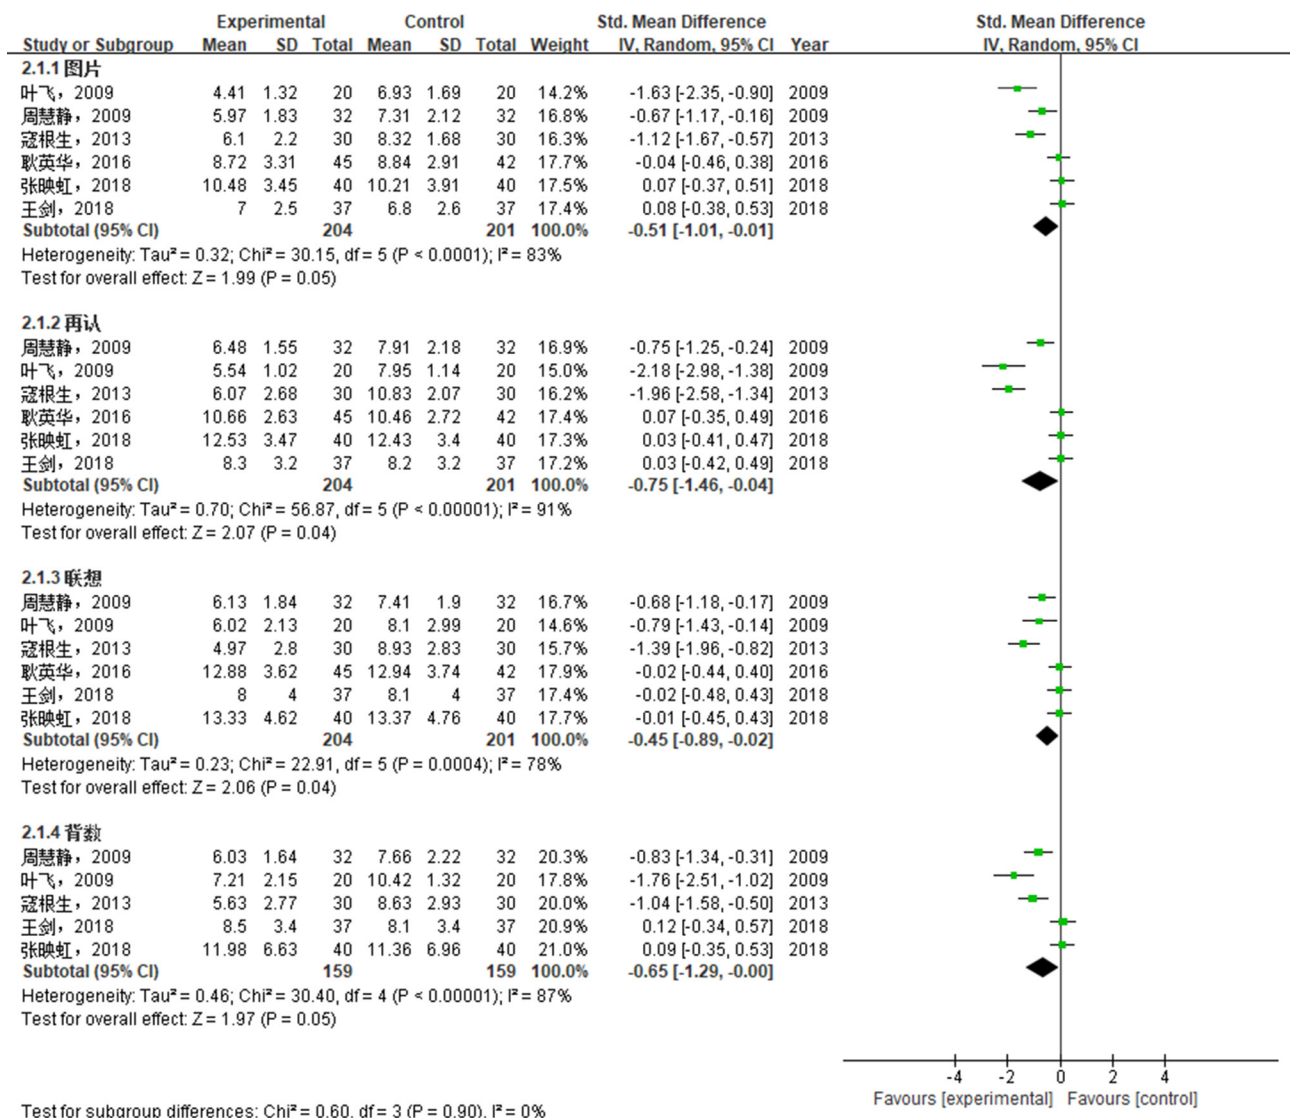 Experimental Control Std. Mean Difference Std. Mean Difference
Study or Subgroup Mean SD Total Mean SD Total Weight IV, Random, 95% CI Year IV, Random, 95% CI
2.1.1 图片
叶飞，2009 4.41 1.32 20 6.93 1.69 20 14.2% -1.63 [-2.35, -0.90] 2009
周慧静，2009 5.97 1.83 32 7.31 2.12 32 16.8% -0.67 [-1.17, -0.16] 2009
寇根生，2013 6.1 2.2 30 8.32 1.68 30 16.3% -1.12 [-1.67, -0.57] 2013
耿英华，2016 8.72 3.31 45 8.84 2.91 42 17.7% -0.04 [-0.46, 0.38] 2016
张映虹，2018 10.48 3.45 40 10.21 3.91 40 17.5% 0.07 [-0.37, 0.51] 2018
王剑，2018 7 2.5 37 6.8 2.6 37 17.4% 0.08 [-0.38, 0.53] 2018
Subtotal (95% CI) 204 201 100.0% -0.51 [-1.01, -0.01]
Heterogeneity: Tau² = 0.32; Chi² = 30.15, df = 5 (P < 0.0001); I² = 83%
Test for overall effect: Z = 1.99 (P = 0.05)
2.1.2 再认
周慧静，2009 6.48 1.55 32 7.91 2.18 32 16.9% -0.75 [-1.25, -0.24] 2009
叶飞，2009 5.54 1.02 20 7.95 1.14 20 15.0% -2.18 [-2.98, -1.38] 2009
寇根生，2013 6.07 2.68 30 10.83 2.07 30 16.2% -1.96 [-2.58, -1.34] 2013
耿英华，2016 10.66 2.63 45 10.46 2.72 42 17.4% 0.07 [-0.35, 0.49] 2016
张映虹，2018 12.53 3.47 40 12.43 3.4 40 17.3% 0.03 [-0.41, 0.47] 2018
王剑，2018 8.3 3.2 37 8.2 3.2 37 17.2% 0.03 [-0.42, 0.49] 2018
Subtotal (95% CI) 204 201 100.0% -0.75 [-1.46, -0.04]
Heterogeneity: Tau² = 0.70; Chi² = 56.87, df = 5 (P < 0.00001); I² = 91%
Test for overall effect: Z = 2.07 (P = 0.04)
2.1.3 联想
周慧静，2009 6.13 1.84 32 7.41 1.9 32 16.7% -0.68 [-1.18, -0.17] 2009
叶飞，2009 6.02 2.13 20 8.1 2.99 20 14.6% -0.79 [-1.43, -0.14] 2009
寇根生，2013 4.97 2.8 30 8.93 2.83 30 15.7% -1.39 [-1.96, -0.82] 2013
耿英华，2016 12.88 3.62 45 12.94 3.74 42 17.9% -0.02 [-0.44, 0.40] 2016
王剑，2018 8 4 37 8.1 4 37 17.4% -0.02 [-0.48, 0.43] 2018
张映虹，2018 13.33 4.62 40 13.37 4.76 40 17.7% -0.01 [-0.45, 0.43] 2018
Subtotal (95% CI) 204 201 100.0% -0.45 [-0.89, -0.02]
Heterogeneity: Tau² = 0.23; Chi² = 22.91, df = 5 (P = 0.0004); I² = 78%
Test for overall effect: Z = 2.06 (P = 0.04)
2.1.4 背数
周慧静，2009 6.03 1.64 32 7.66 2.22 32 20.3% -0.83 [-1.34, -0.31] 2009
叶飞，2009 7.21 2.15 20 10.42 1.32 20 17.8% -1.76 [-2.51, -1.02] 2009
寇根生，2013 5.63 2.77 30 8.63 2.93 30 20.0% -1.04 [-1.58, -0.50] 2013
王剑，2018 8.5 3.4 37 8.1 3.4 37 20.9% 0.12 [-0.34, 0.57] 2018
张映虹，2018 11.98 6.63 40 11.36 6.96 40 21.0% 0.09 [-0.35, 0.53] 2018
Subtotal (95% CI) 159 159 100.0% -0.65 [-1.29, -0.00]
Heterogeneity: Tau² = 0.46; Chi² = 30.40, df = 4 (P < 0.00001); I² = 87%
Test for overall effect: Z = 1.97 (P = 0.05)
-4 -2 0 2 4
Favours [experimental] Favours [control]
Test for subgroup differences: Chi² = 0.60, df = 3 (P = 0.90), I² = 0%